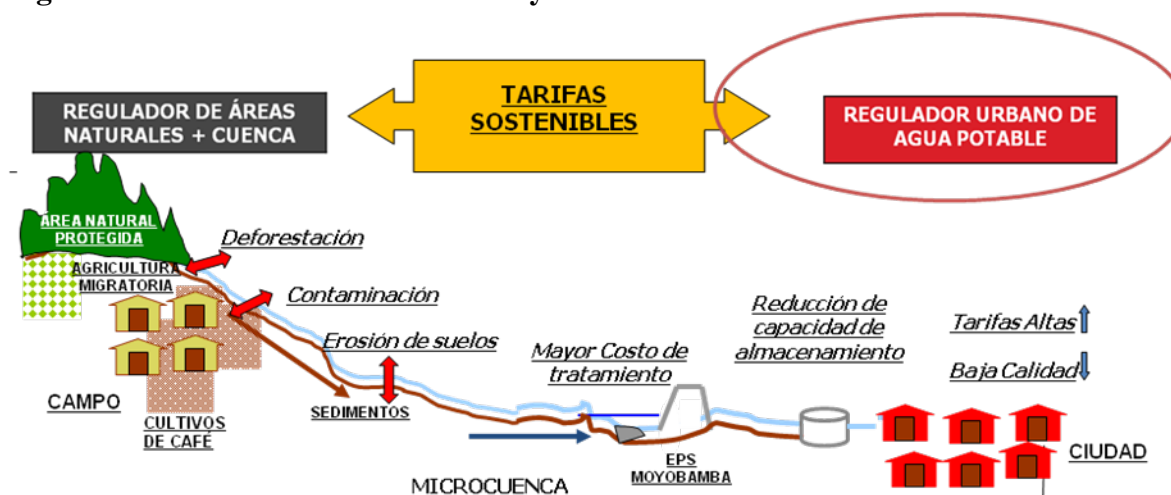 TARIFAS
SOSTENIBLES
REGULADOR DE ÁREAS
NATURALES + CUENCA
REGULADOR URBANO DE
AGUA POTABLE
ÁREA NATURAL
PROTEGIDA
Deforestación
AGRICULTURA
MIGRATORIA
Contaminación
Erosión de suelos
Mayor Costo de
tratamiento
Reducción de
capacidad de
almacenamiento
Tarifas Altas
Baja Calidad
CAMPO
CULTIVOS
DE CAFÉ
SEDIMENTOS
MICROCUENCA
EPS
MOYOBAMBA
CIUDAD